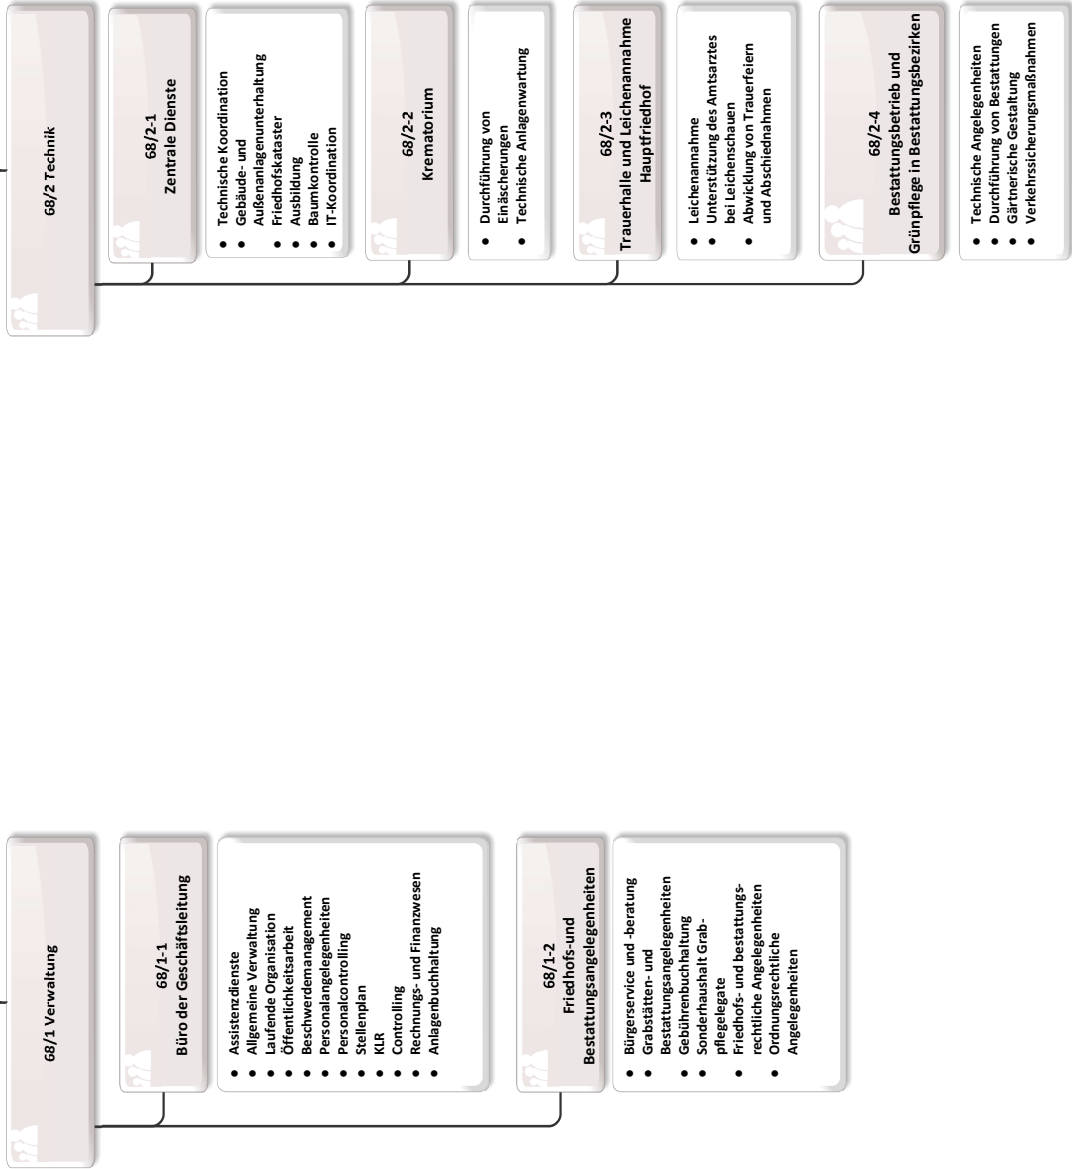 68/1 Verwaltung
68/1-1
Büro der Geschäftsleitung
● Assistenzdienste
● Allgemeine Verwaltung
● Laufende Organisation
● Öffentlichkeitsarbeit
● Beschwerdemanagement
● Personalangelegenheiten
● Personalcontrolling
● Stellenplan
● KLR
● Controlling
● Rechnungs- und Finanzwesen
● Anlagenbuchhaltung
68/1-2
Friedhofs-und
Bestattungsangelegenheiten
● Bürgerservice und -beratung
● Grabstätten- und
Bestattungsangelegenheiten
● Gebührenbuchhaltung
● Sonderhaushalt Grab-
pflegelegate
● Friedhofs- und bestattungs-
rechtliche Angelegenheiten
● Ordnungsrechtliche
Angelegenheiten
68/2 Technik
68/2-1
Zentrale Dienste
● Technische Koordination
● Gebäude- und
Außenanlagenunterhaltung
● Friedhofskataster
● Ausbildung
● Baumkontrolle
● IT-Koordination
68/2-2
Krematorium
● Durchführung von
Einäscherungen
● Technische Anlagenwartung
68/2-3
Trauerhalle und Leichenannahme
Hauptfriedhof
● Leichenannahme
● Unterstützung des Amtsarztes
bei Leichenschauen
● Abwicklung von Trauerfeiern
und Abschiednahmen
68/2-4
Bestattungsbetrieb und
Grünpflege in Bestattungsbezirken
● Technische Angelegenheiten
● Durchführung von Bestattungen
● Gärtnerische Gestaltung
● Verkehrssicherungsmaßnahmen